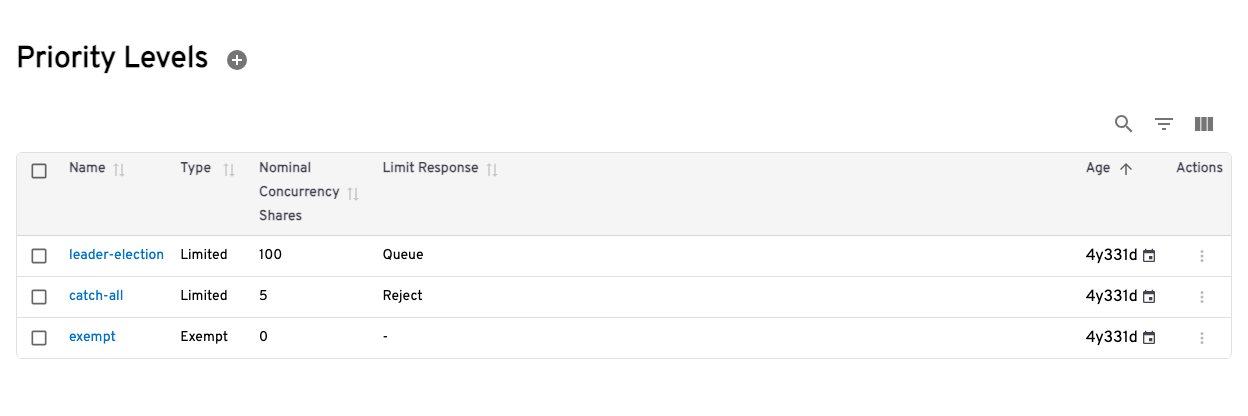 Priority Levels
Name Type Nominal Concurrency Shares Limit Response Age Actions
leader-election Limited 100 Queue 4y331d
catch-all Limited 5 Reject 4y331d
exempt Exempt 0 - 4y331d